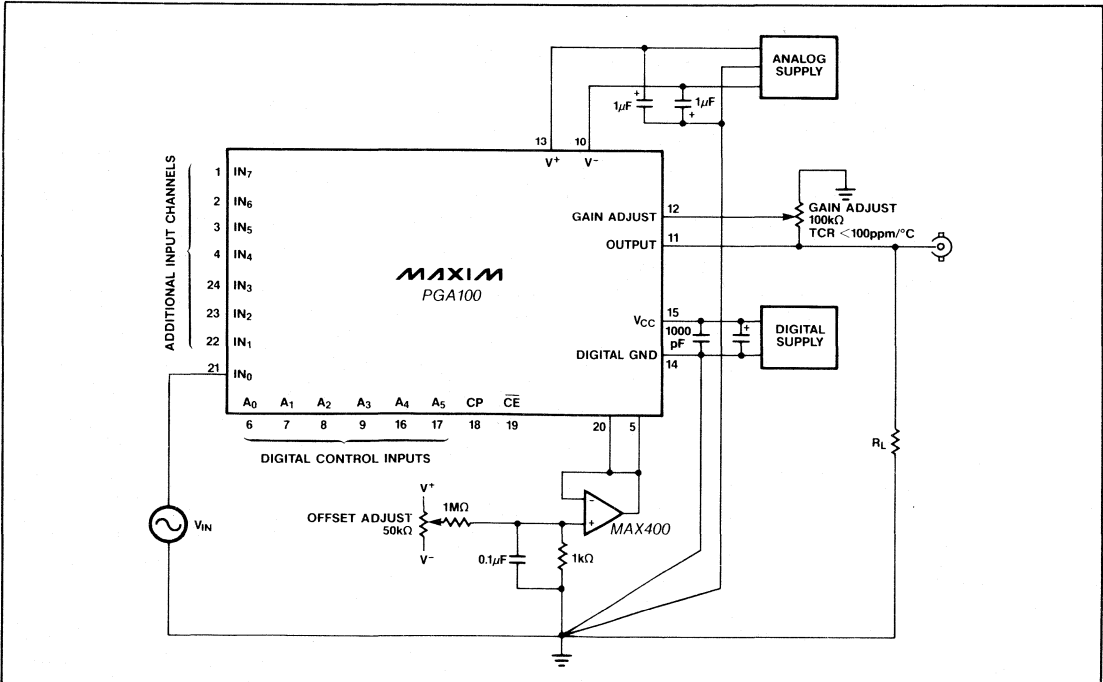 ANALOG
SUPPLY
+
1μF
1μF
+
13
10
V+
V−
ADDITIONAL INPUT CHANNELS
1 IN7
2 IN6
3 IN5
4 IN4
24 IN3
23 IN2
22 IN1
21 IN0
MAXIM
PGA100
GAIN ADJUST 12
OUTPUT 11
GAIN ADJUST
100kΩ
TCR <100ppm/°C
VCC 15
DIGITAL GND 14
1000
pF
+
DIGITAL
SUPPLY
A0 A1 A2 A3 A4 A5 CP CE
6 7 8 9 16 17 18 19 20 5
DIGITAL CONTROL INPUTS
RL
V+
OFFSET ADJUST
50kΩ
V−
1MΩ
−
+
MAX400
0.1μF
1kΩ
VIN